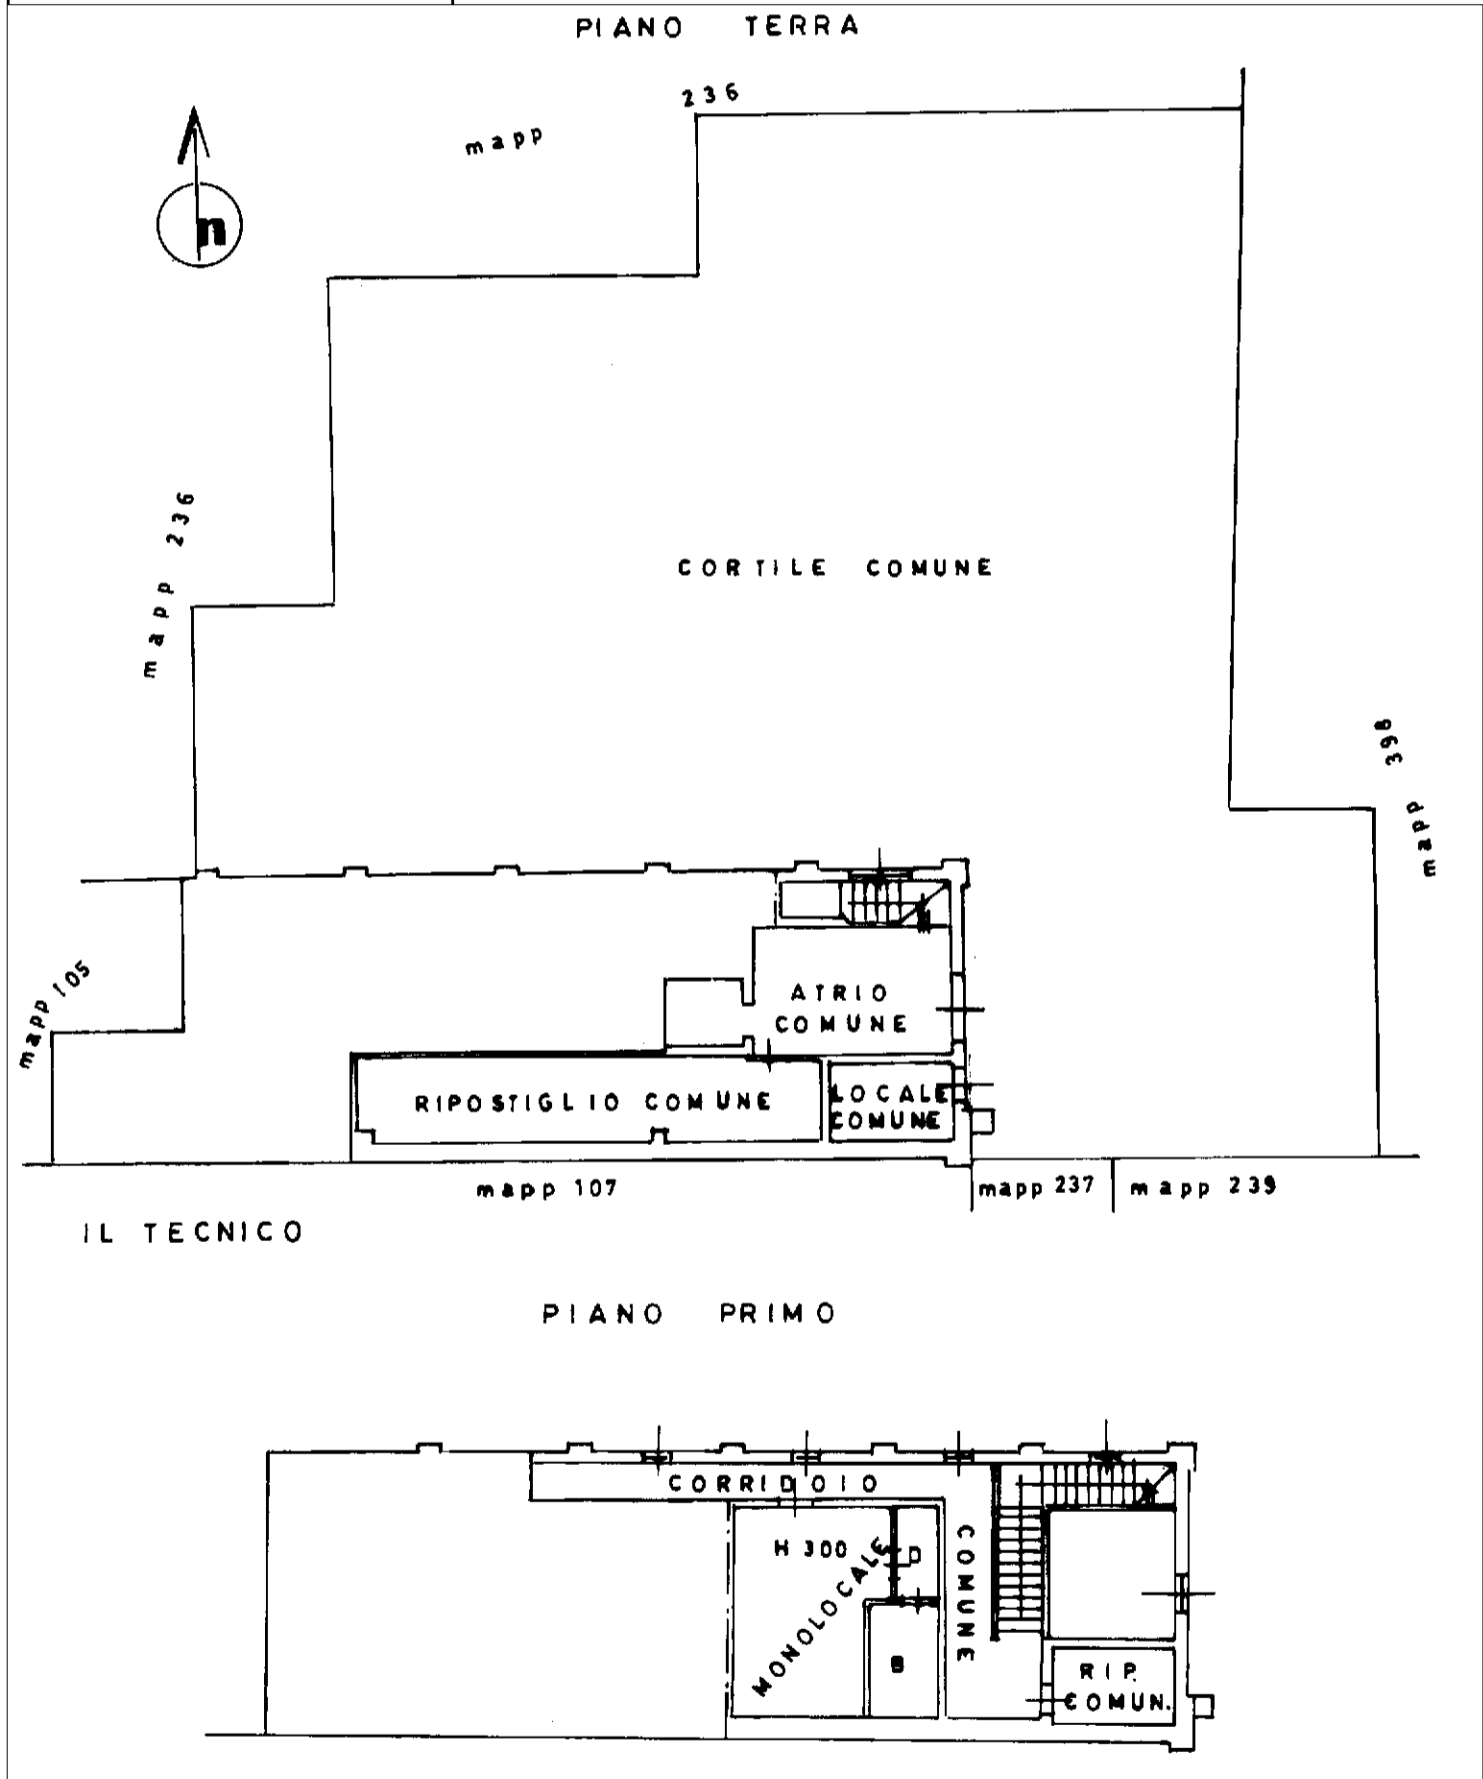 PIANO TERRA
mapp 236
n
mapp 236
CORTILE COMUNE
mapp 398
mapp 105
ATRIO
COMUNE
RIPOSTIGLIO COMUNE
LOCALE
COMUNE
mapp 107
mapp 237
mapp 239
IL TECNICO
PIANO PRIMO
CORRIDOIO
COMUNE
H 300
MONOLOCALE
D
B
RIP.
COMUN.